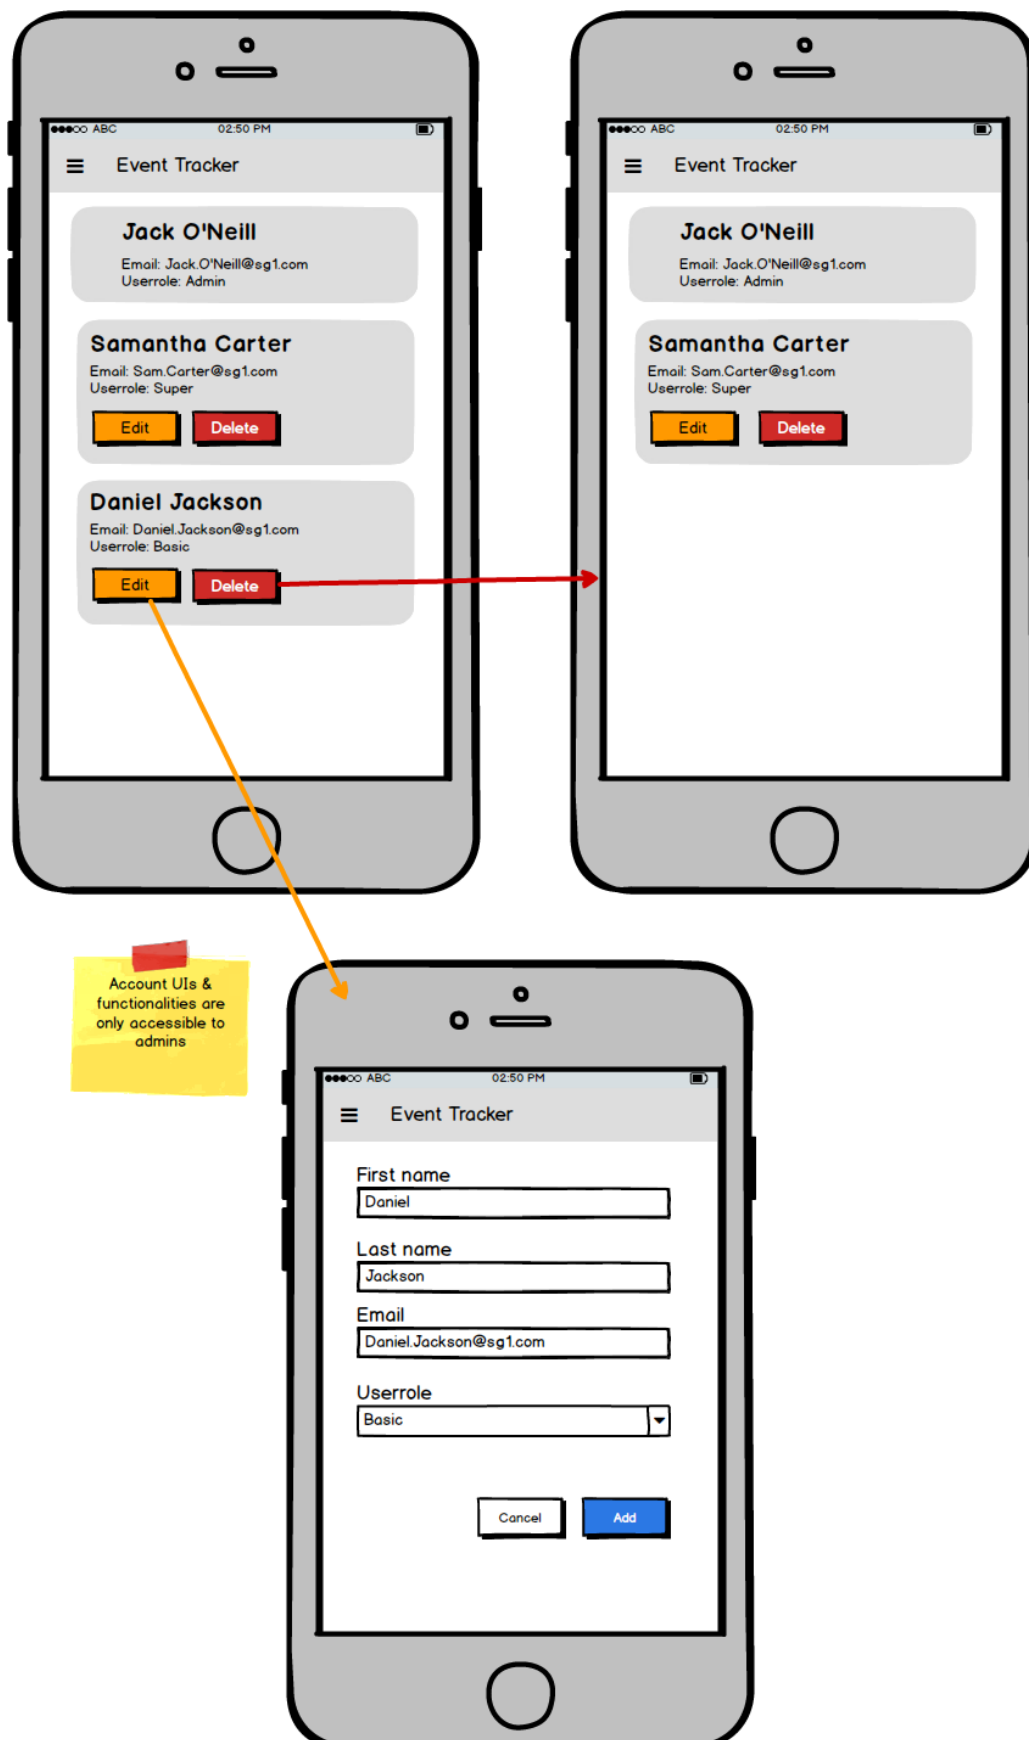 ABC 02:50 PM
Event Tracker
Jack O'Neill
Email: Jack.O'Neill@sg1.com
Userrole: Admin
Samantha Carter
Email: Sam.Carter@sg1.com
Userrole: Super
Edit Delete
Daniel Jackson
Email: Daniel.Jackson@sg1.com
Userrole: Basic
Edit Delete
ABC 02:50 PM
Event Tracker
Jack O'Neill
Email: Jack.O'Neill@sg1.com
Userrole: Admin
Samantha Carter
Email: Sam.Carter@sg1.com
Userrole: Super
Edit Delete
Account UIs &
functionalities are
only accessible to
admins
ABC 02:50 PM
Event Tracker
First name
Daniel
Last name
Jackson
Email
Daniel.Jackson@sg1.com
Userrole
Basic
Cancel Add